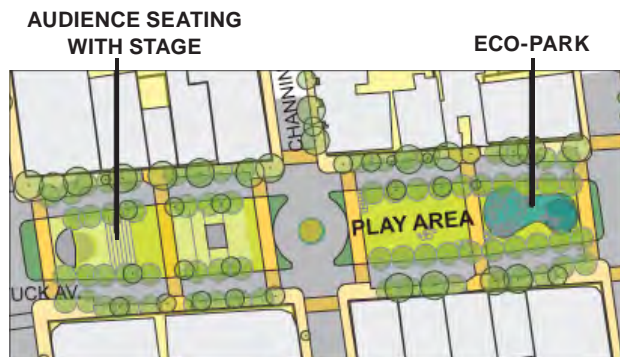 AUDIENCE SEATING
WITH STAGE
ECO-PARK
CHANNIN
PLAY AREA
UCK AV.